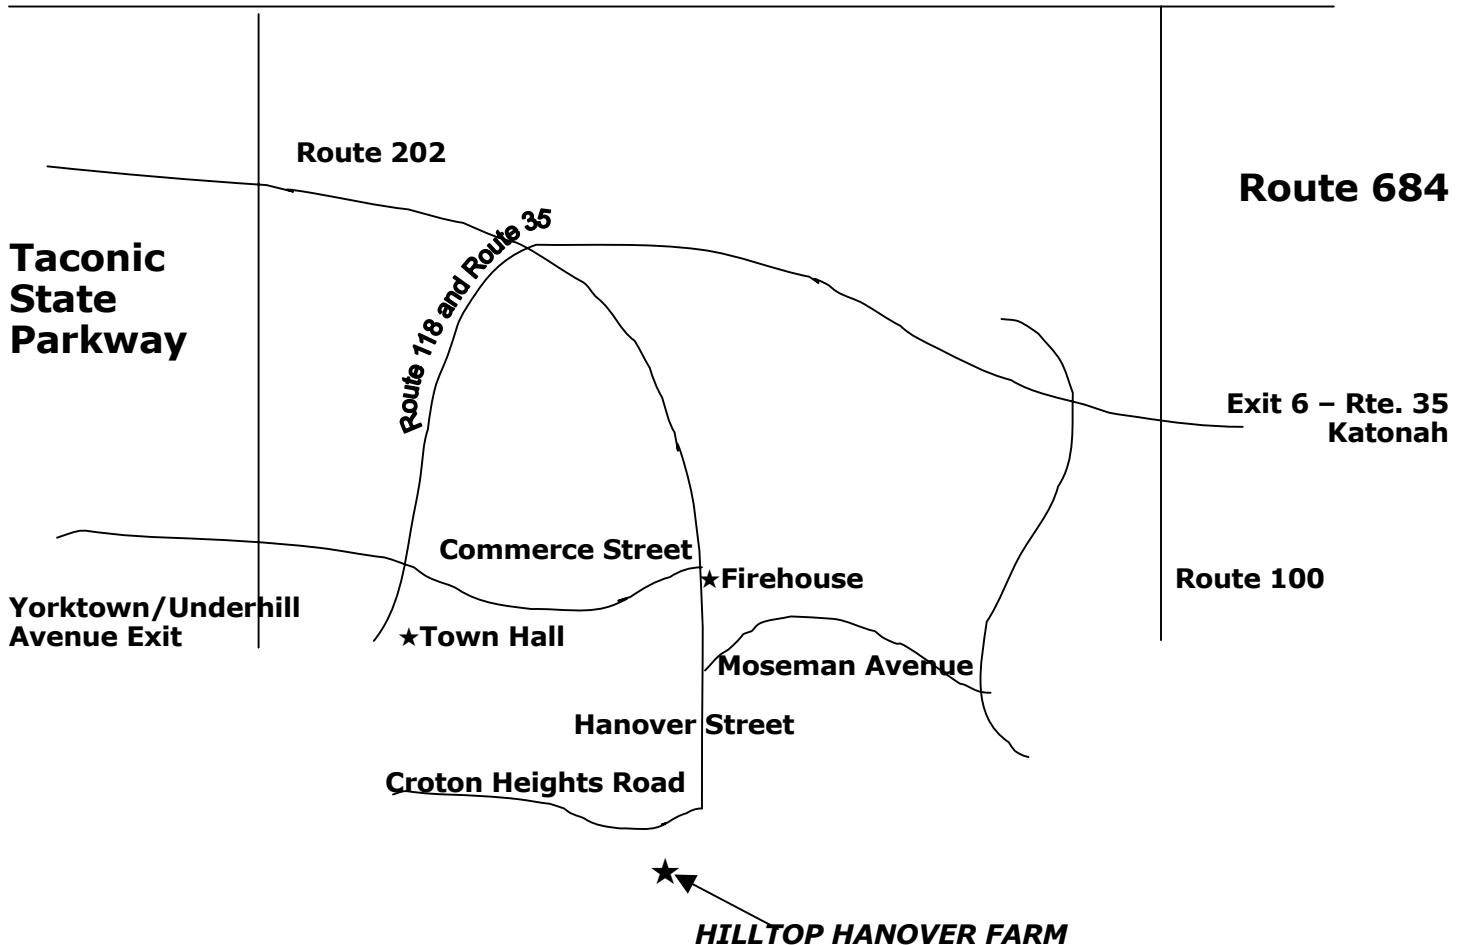 Route 202
Route 684
Route 118 and Route 35
Taconic
State
Parkway
Exit 6 – Rte. 35
Katonah
Commerce Street
★Firehouse
Route 100
Yorktown/Underhill
Avenue Exit
★Town Hall
Moseman Avenue
Hanover Street
Croton Heights Road
HILLTOP HANOVER FARM